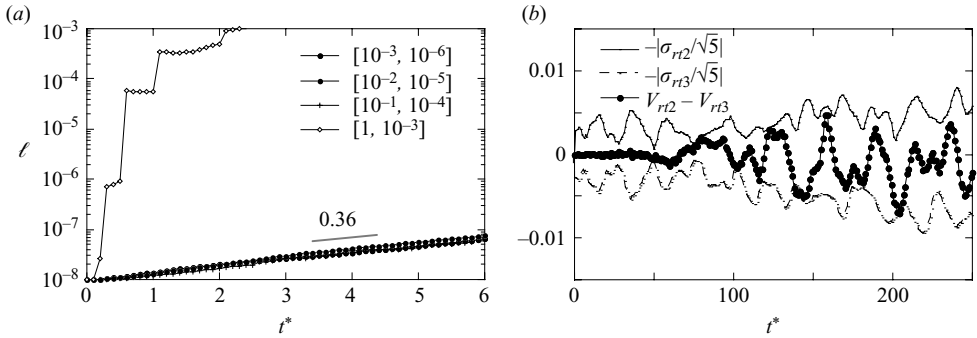 (a)
10⁻³
10⁻⁴
10⁻⁵
10⁻⁶
10⁻⁷
10⁻⁸
ℓ
[10⁻³, 10⁻⁶]
[10⁻², 10⁻⁵]
[10⁻¹, 10⁻⁴]
[1, 10⁻³]
0.36
0 1 2 3 4 5 6
t*
(b)
0.01
0
−0.01
−|σrt2/√5|
−|σrt3/√5|
Vrt2 − Vrt3
0 100 200
t*